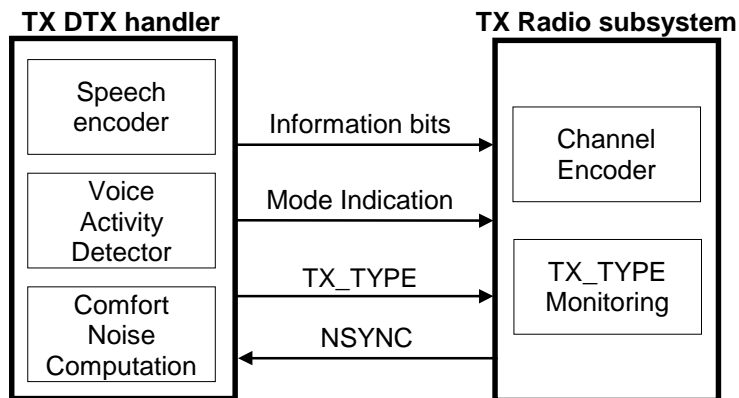 TX DTX handler
TX Radio subsystem
Speech
encoder
Voice
Activity
Detector
Comfort
Noise
Computation
Information bits
Mode Indication
TX_TYPE
NSYNC
Channel
Encoder
TX_TYPE
Monitoring